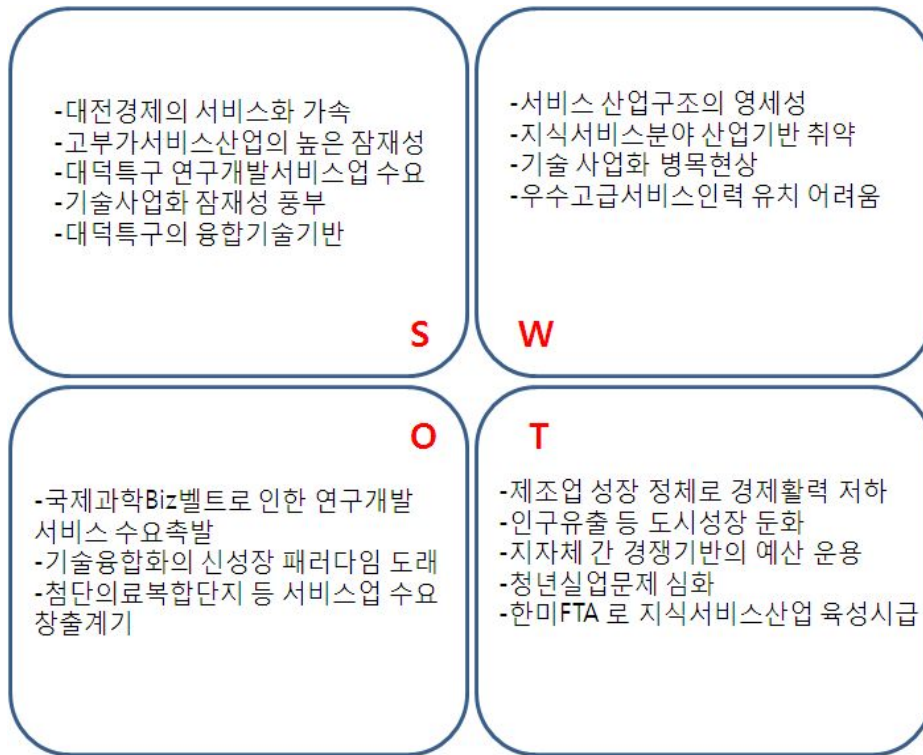 -대전경제의 서비스화 가속
-고부가서비스산업의 높은 잠재성
-대덕특구 연구개발서비스업 수요
-기술사업화 잠재성 풍부
-대덕특구의 융합기술기반
S
-서비스 산업구조의 영세성
-지식서비스분야 산업기반 취약
-기술 사업화 병목현상
-우수고급서비스인력 유치 어려움
W
O
-국제과학Biz벨트로 인한 연구개발
서비스 수요촉발
-기술융합화의 신성장 패러다임 도래
-첨단의료복합단지 등 서비스업 수요
창출계기
T
-제조업 성장 정체로 경제활력 저하
-인구유출 등 도시성장 둔화
-지자체 간 경쟁기반의 예산 운용
-청년실업문제 심화
-한미FTA 로 지식서비스산업 육성시급